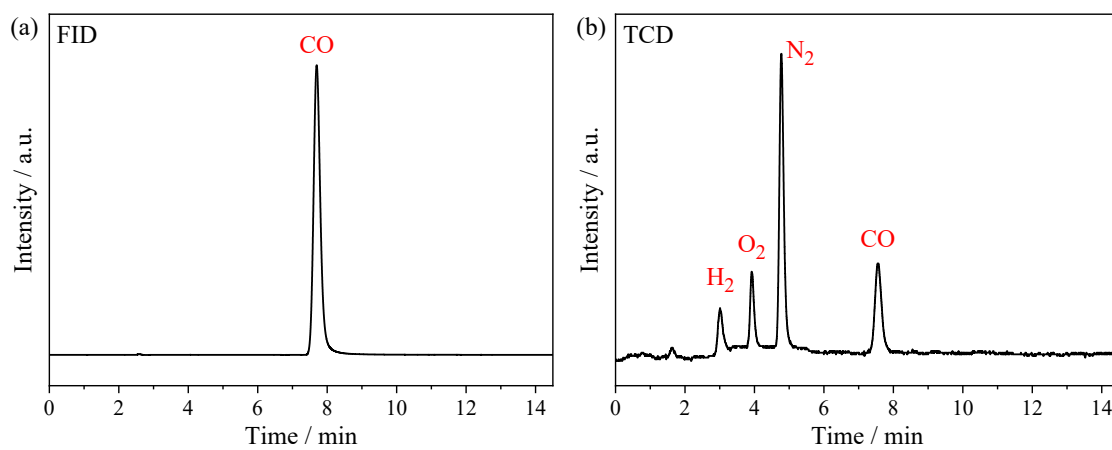 (a) FID
CO
Intensity / a.u.
0 2 4 6 8 10 12 14
Time / min
(b) TCD
N₂
O₂
CO
H₂
Intensity / a.u.
0 2 4 6 8 10 12 14
Time / min